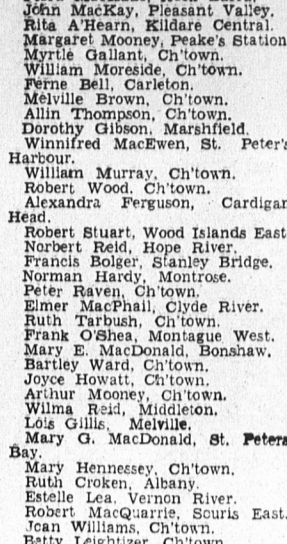 John MacKay, Pleasant Valley.
Rita A'Hearn, Kildare Central.
Margaret Mooney, Peake's Station
Myrtle Gallant, Ch'town.
William Moreside, Ch'town.
Ferne Bell, Carleton.
Melville Brown, Ch'town.
Allin Thompson, Ch'town.
Dorothy Gibson, Marshfield.
Winnifred MacEwen, St. Peter's
Harbour.
William Murray, Ch'town.
Robert Wood, Ch'town.
Alexandra Ferguson, Cardigan
Head.
Robert Stuart, Wood Islands East
Norbert Reid, Hope River.
Francis Bolger, Stanley Bridge.
Norman Hardy, Montrose.
Peter Raven, Ch'town.
Elmer MacPhail, Clyde River.
Ruth Tarbush, Ch'town.
Frank O'Shea, Montague West.
Mary E. MacDonald, Bonshaw.
Bartley Ward, Ch'town.
Joyce Howatt, Ch'town.
Arthur Mooney, Ch'town.
Wilma Reid, Middleton.
Lois Gillis, Melville.
Mary G. MacDonald, St. Peters
Bay.
Mary Hennessey, Ch'town.
Ruth Croken, Albany.
Estelle Lea, Vernon River.
Robert MacQuarrie, Souris East.
Jean Williams, Ch'town.
Betty Leightizer, Ch'town.